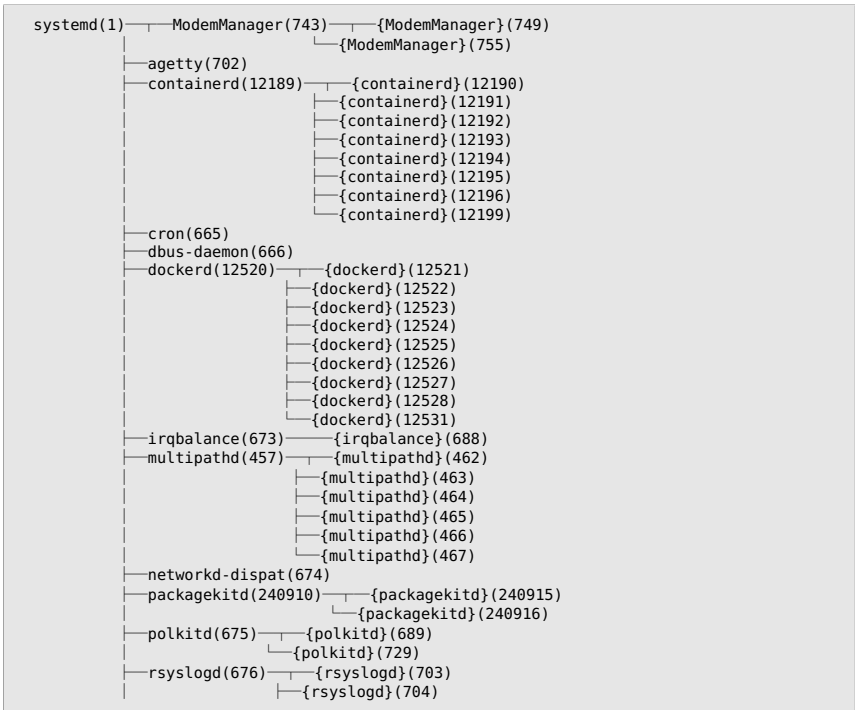 systemd(1)─┬─ModemManager(743)─┬─{ModemManager}(749)
│ └─{ModemManager}(755)
├─agetty(702)
├─containerd(12189)─┬─{containerd}(12190)
│ ├─{containerd}(12191)
│ ├─{containerd}(12192)
│ ├─{containerd}(12193)
│ ├─{containerd}(12194)
│ ├─{containerd}(12195)
│ ├─{containerd}(12196)
│ └─{containerd}(12199)
├─cron(665)
├─dbus-daemon(666)
├─dockerd(12520)─┬─{dockerd}(12521)
│ ├─{dockerd}(12522)
│ ├─{dockerd}(12523)
│ ├─{dockerd}(12524)
│ ├─{dockerd}(12525)
│ ├─{dockerd}(12526)
│ ├─{dockerd}(12527)
│ ├─{dockerd}(12528)
│ └─{dockerd}(12531)
├─irqbalance(673)───{irqbalance}(688)
├─multipathd(457)─┬─{multipathd}(462)
│ ├─{multipathd}(463)
│ ├─{multipathd}(464)
│ ├─{multipathd}(465)
│ ├─{multipathd}(466)
│ └─{multipathd}(467)
├─networkd-dispat(674)
├─packagekitd(240910)─┬─{packagekitd}(240915)
│ └─{packagekitd}(240916)
├─polkitd(675)─┬─{polkitd}(689)
│ └─{polkitd}(729)
├─rsyslogd(676)─┬─{rsyslogd}(703)
│ ├─{rsyslogd}(704)